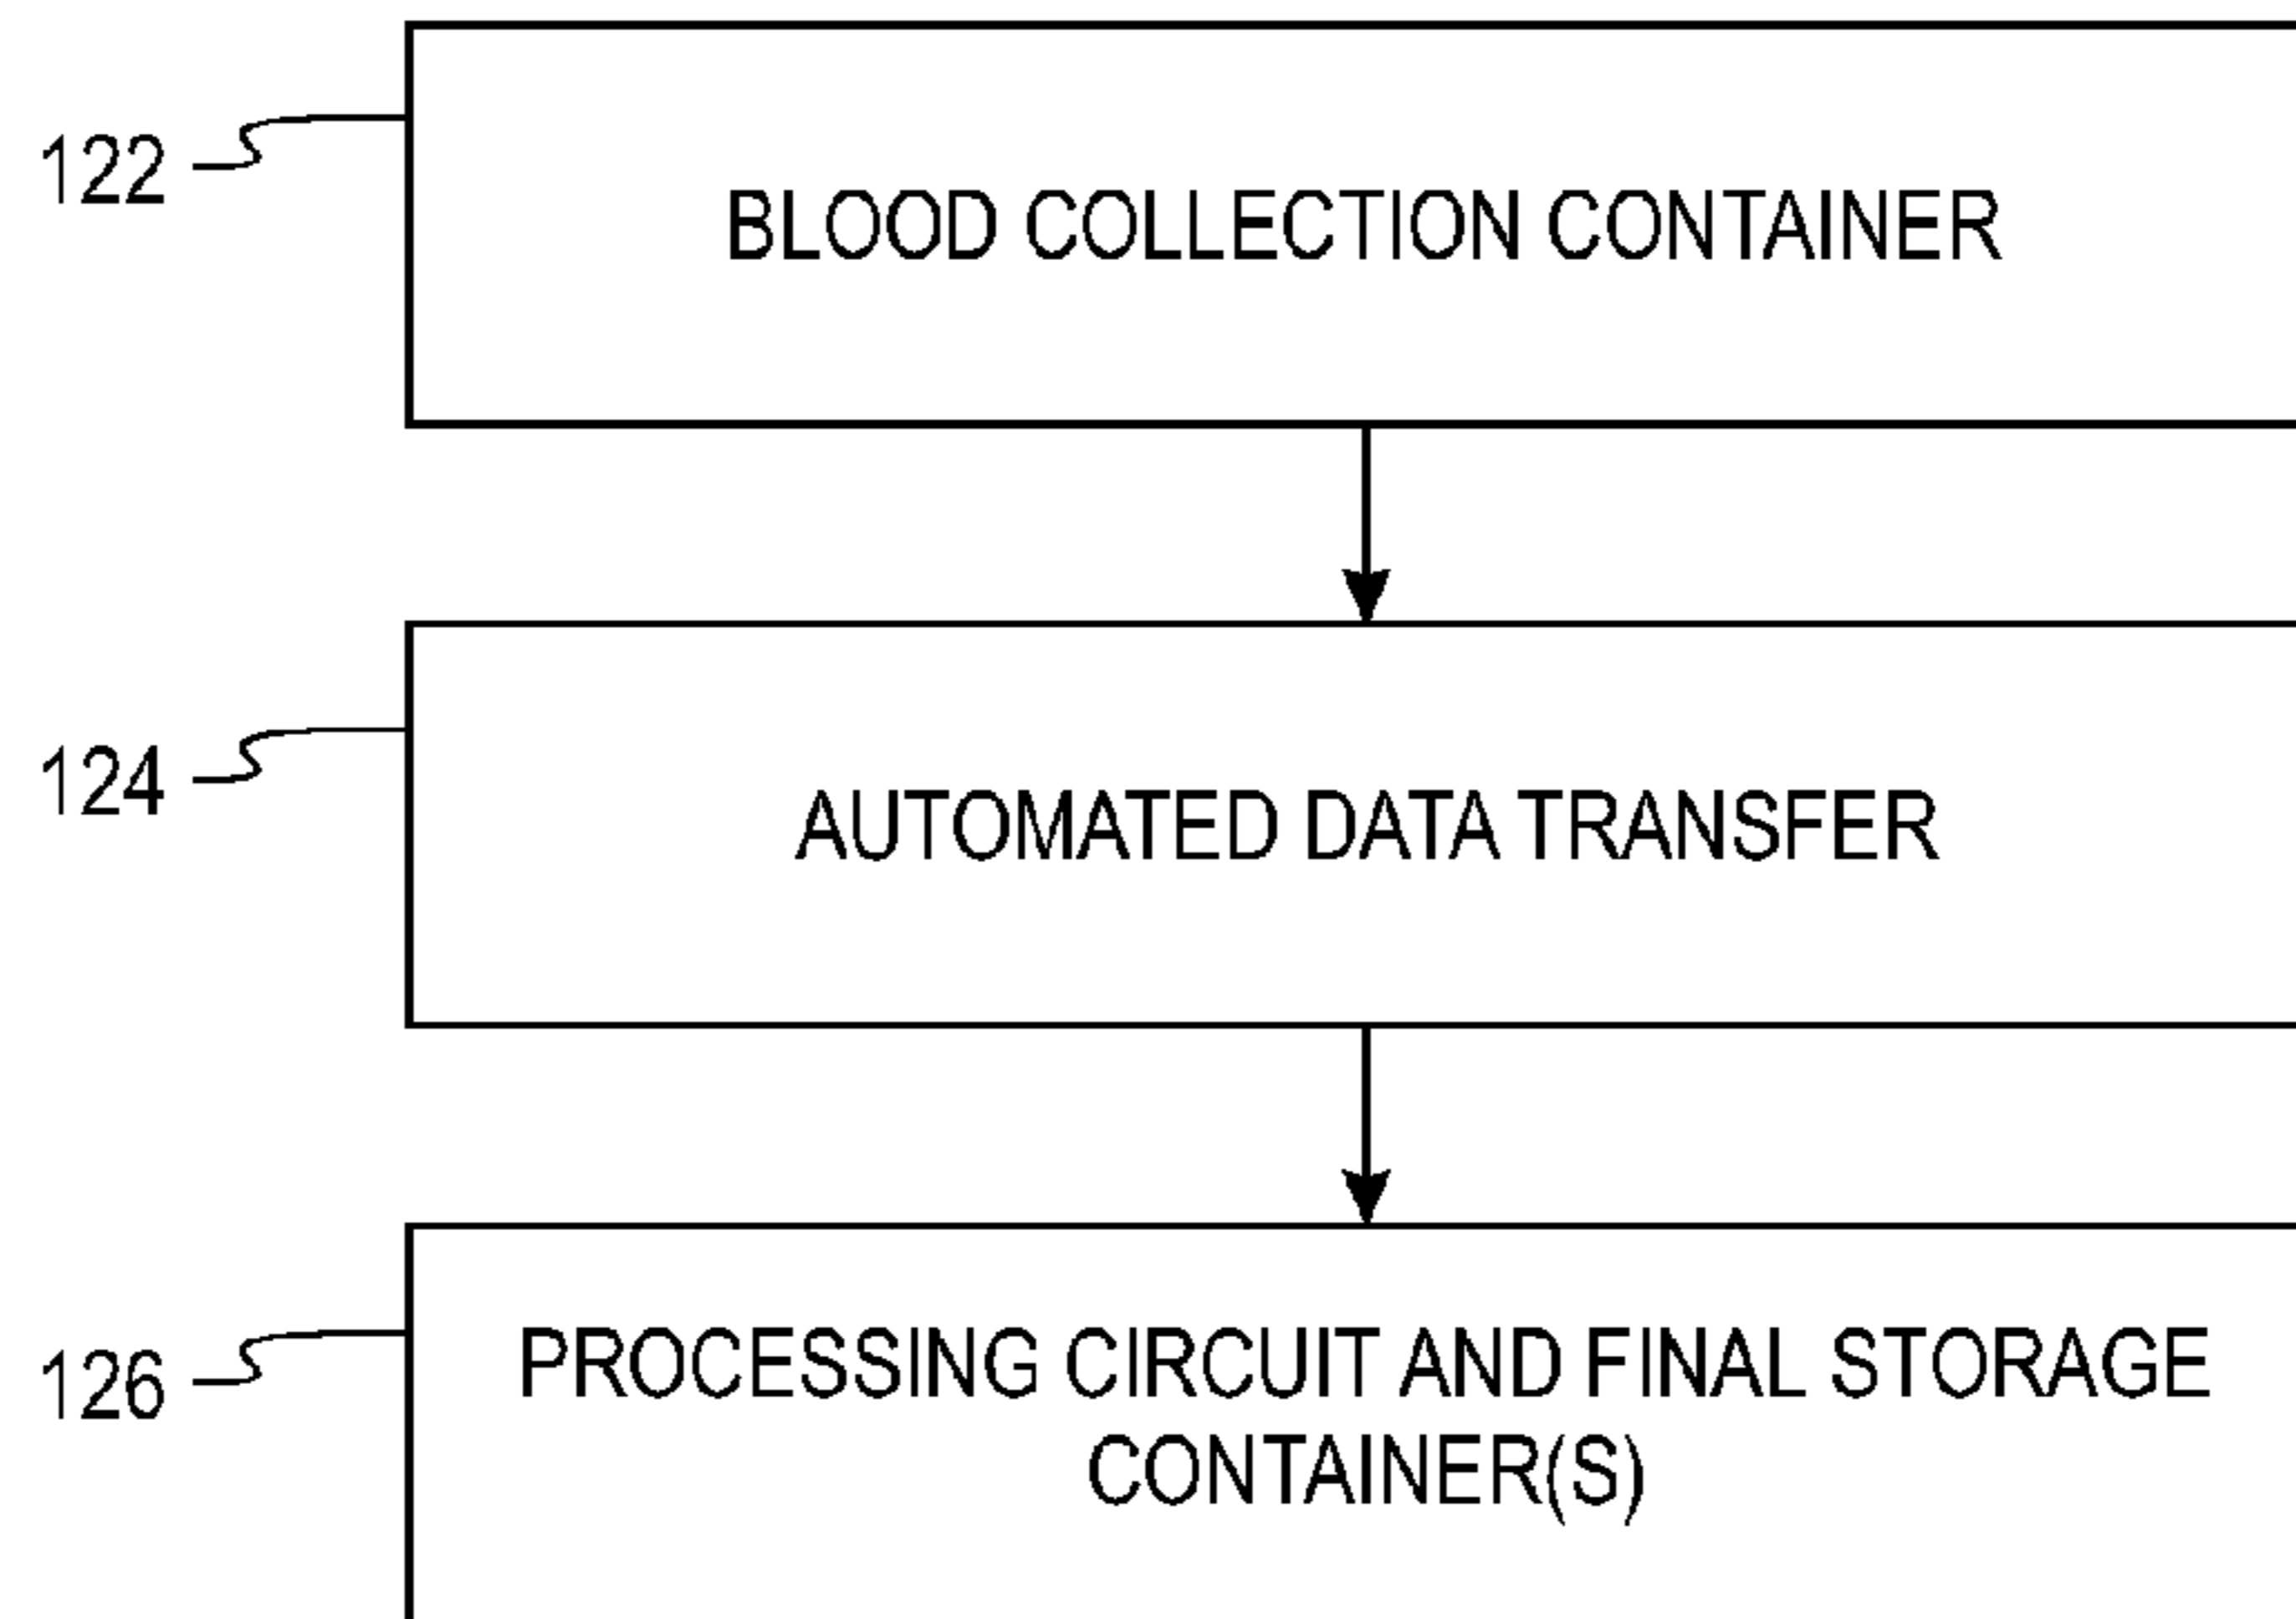 122
BLOOD COLLECTION CONTAINER
124
AUTOMATED DATA TRANSFER
126
PROCESSING CIRCUIT AND FINAL STORAGE
CONTAINER(S)